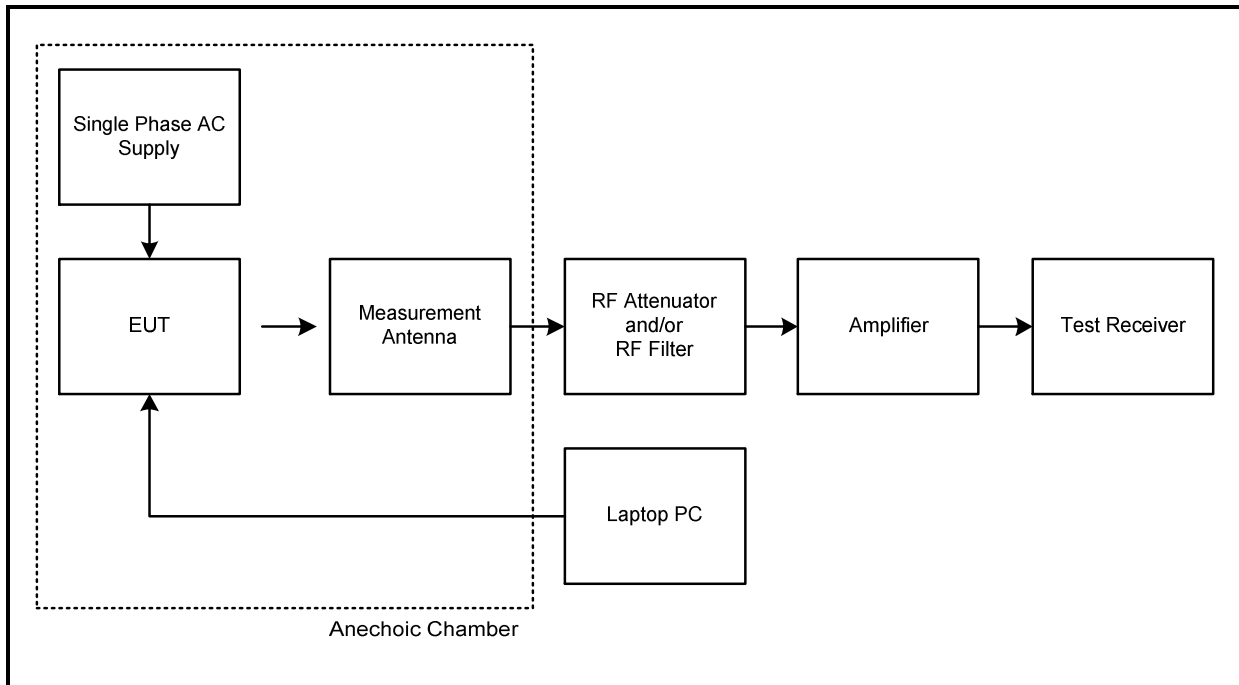 Single Phase AC
Supply
EUT
Measurement
Antenna
RF Attenuator
and/or
RF Filter
Amplifier
Test Receiver
Laptop PC
Anechoic Chamber